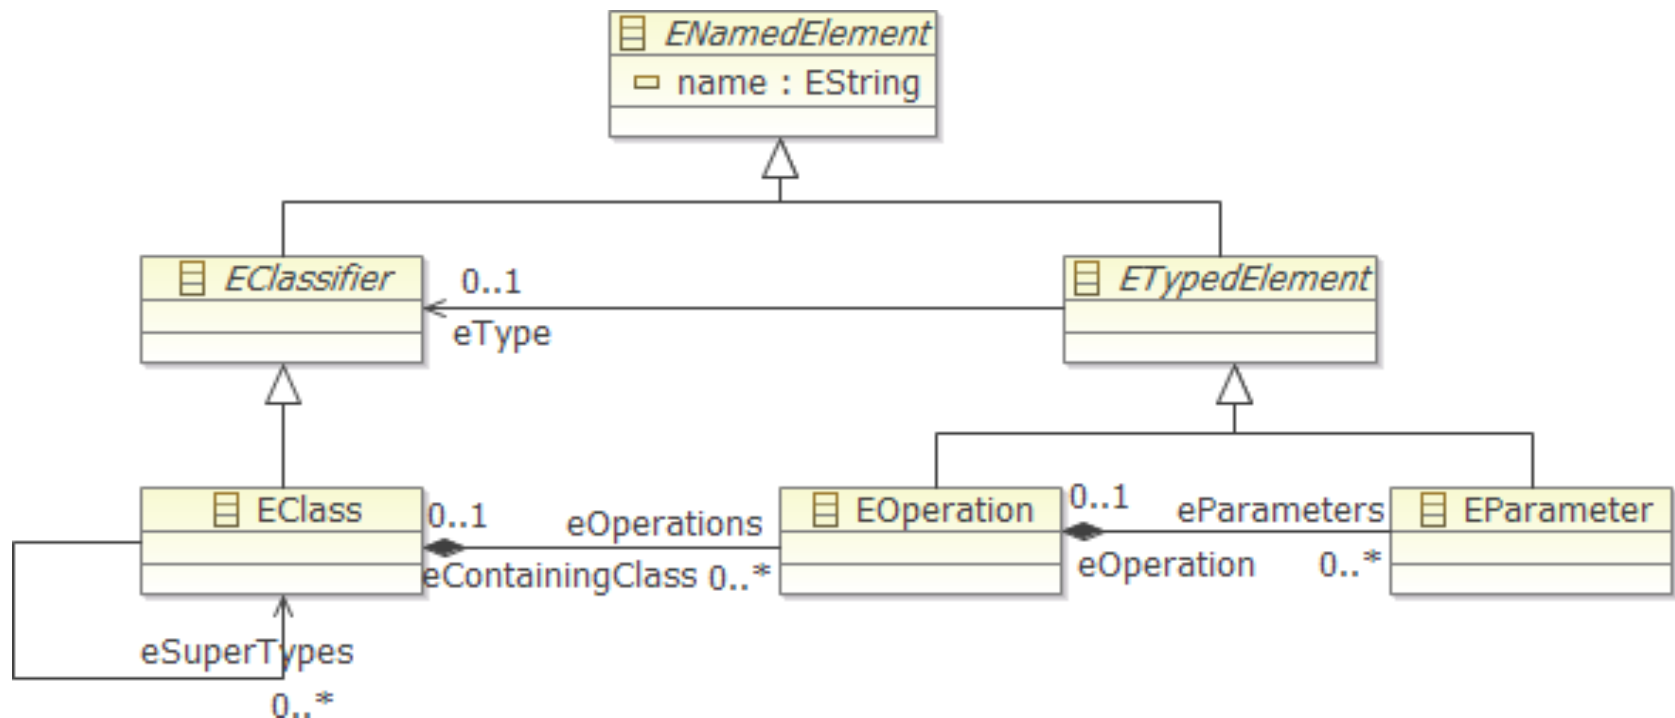 ENamedElement
name : EString
EClassifier
0..1
eType
ETypedElement
EClass
0..1
eOperations
eContainingClass
0..*
EOperation
0..1
eParameters
eOperation
0..*
EParameter
eSuperTypes
0..*